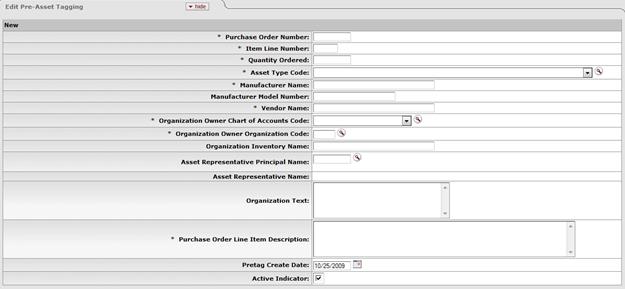 Edit Pre-Asset Tagging
hide
New
* Purchase Order Number:
* Item Line Number:
* Quantity Ordered:
* Asset Type Code:
* Manufacturer Name:
Manufacturer Model Number:
* Vendor Name:
* Organization Owner Chart of Accounts Code:
* Organization Owner Organization Code:
Organization Inventory Name:
Asset Representative Principal Name:
Asset Representative Name:
Organization Text:
* Purchase Order Line Item Description:
Pretag Create Date: 10/25/2009
Active Indicator: